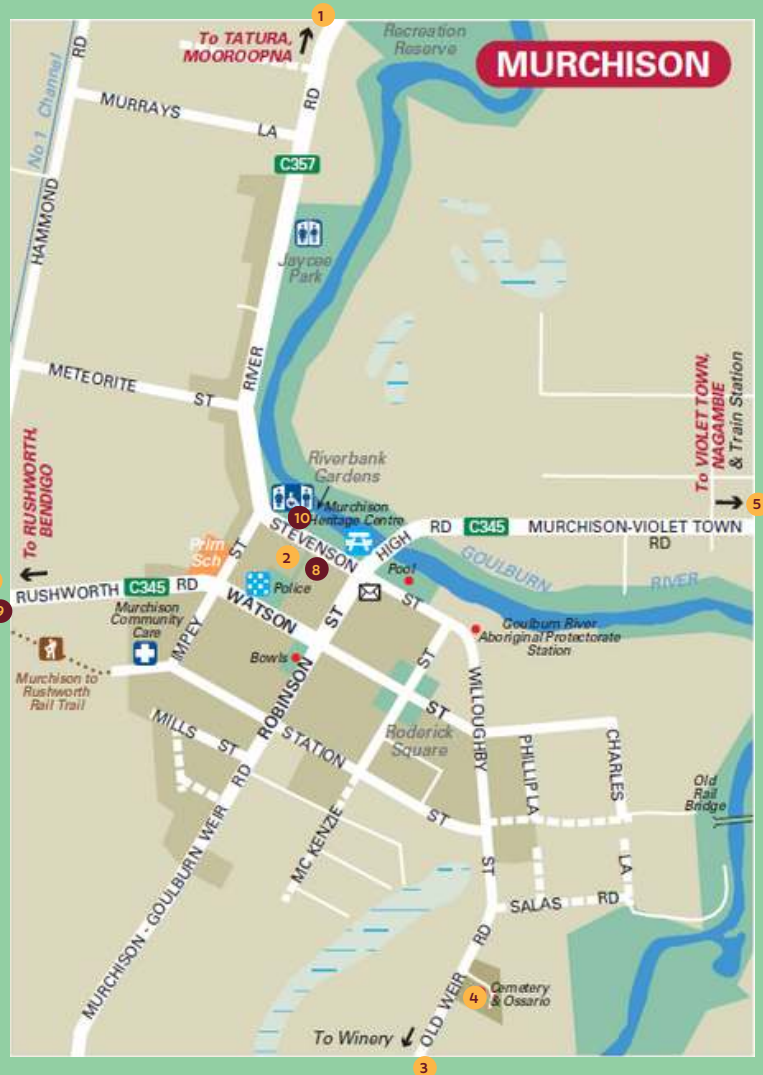 1
To TATURA,
MOOROOPNA
Recreation
Reserve
MURCHISON
RD
No 1 Channel
MURRAYS LA
RD
C357
HAMMOND
Jaycee
Park
METEORITE ST
RIVER
To VIOLET TOWN,
NAGAMBIE
& Train Station
5
To RUSHWORTH,
BENDIGO
Riverbank
Gardens
10
Murchison
Heritage Centre
STEVENSON
HIGH
RD
C345
MURCHISON-VIOLET TOWN
RD
Prim
Sch
ST
2
8
GOULBURN
RIVER
Pool
9
RUSHWORTH
C345
RD
Police
WATSON
ST
ST
Murchison
Community
Care
IMPEY
Goulburn River
Aboriginal Protectorate
Station
Bowls
ROBINSON
ST
WILLOUGHBY
Murchison to
Rushworth
Rail Trail
ST
MILLS ST
STATION
Roderick
Square
PHILLIP LA
CHARLES
RD
Old
Rail
Bridge
ST
MC KENZIE
ST
LA
MURCHISON - GOULBURN WEIR
SALAS RD
RD
OLD WEIR
4
Cemetery
& Ossario
To Winery
3